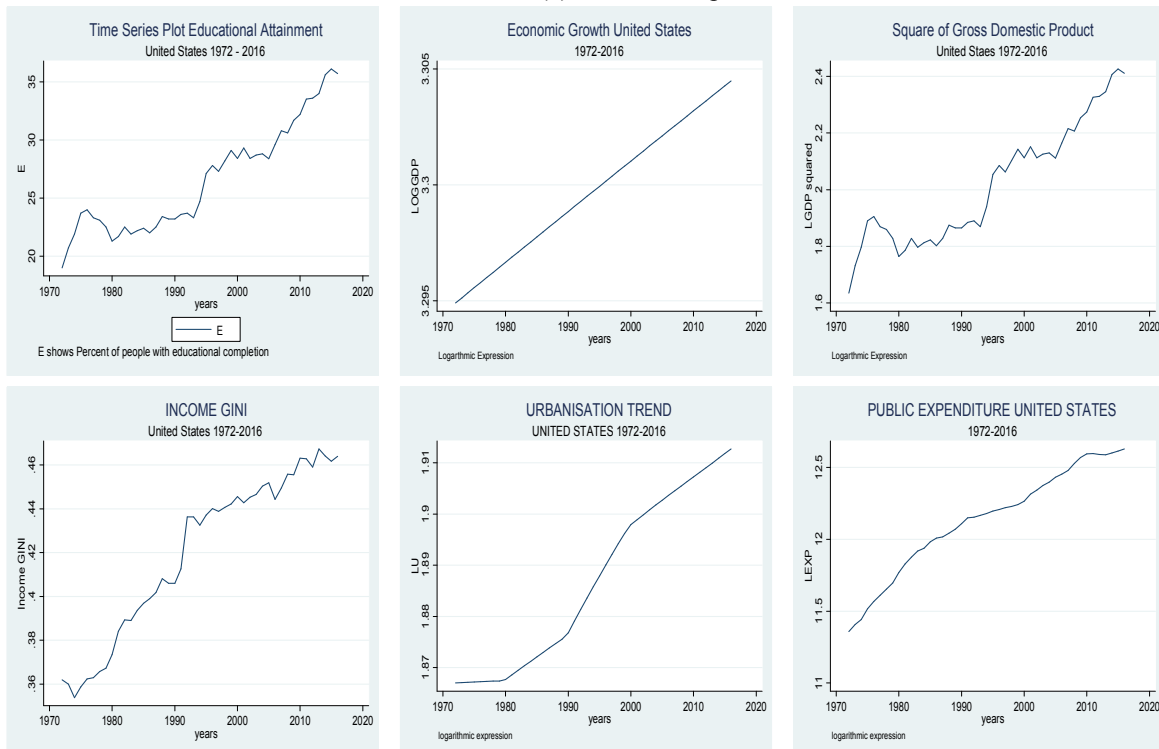 Time Series Plot Educational Attainment
United States 1972 - 2016
E
35
30
25
20
1970 1980 1990 2000 2010 2020
years
E
E shows Percent of people with educational completion
Economic Growth United States
1972-2016
LOGGDP
3.305
3.3
3.295
1970 1980 1990 2000 2010 2020
years
Logarthmic Expression
Square of Gross Domestic Product
United Staes 1972-2016
LGDP squared
2.4
2.2
2
1.8
1.6
1970 1980 1990 2000 2010 2020
years
Logarithmic Expression
INCOME GINI
United States 1972-2016
Income GINI
.46
.44
.42
.4
.38
.36
1970 1980 1990 2000 2010 2020
years
URBANISATION TREND
UNITED STATES 1972-2016
LU
1.91
1.9
1.89
1.88
1.87
1970 1980 1990 2000 2010 2020
years
logarithmic expression
PUBLIC EXPENDITURE UNITED STATES
1972-2016
LEXP
12.5
12
11.5
11
1970 1980 1990 2000 2010 2020
years
logarithmic expression